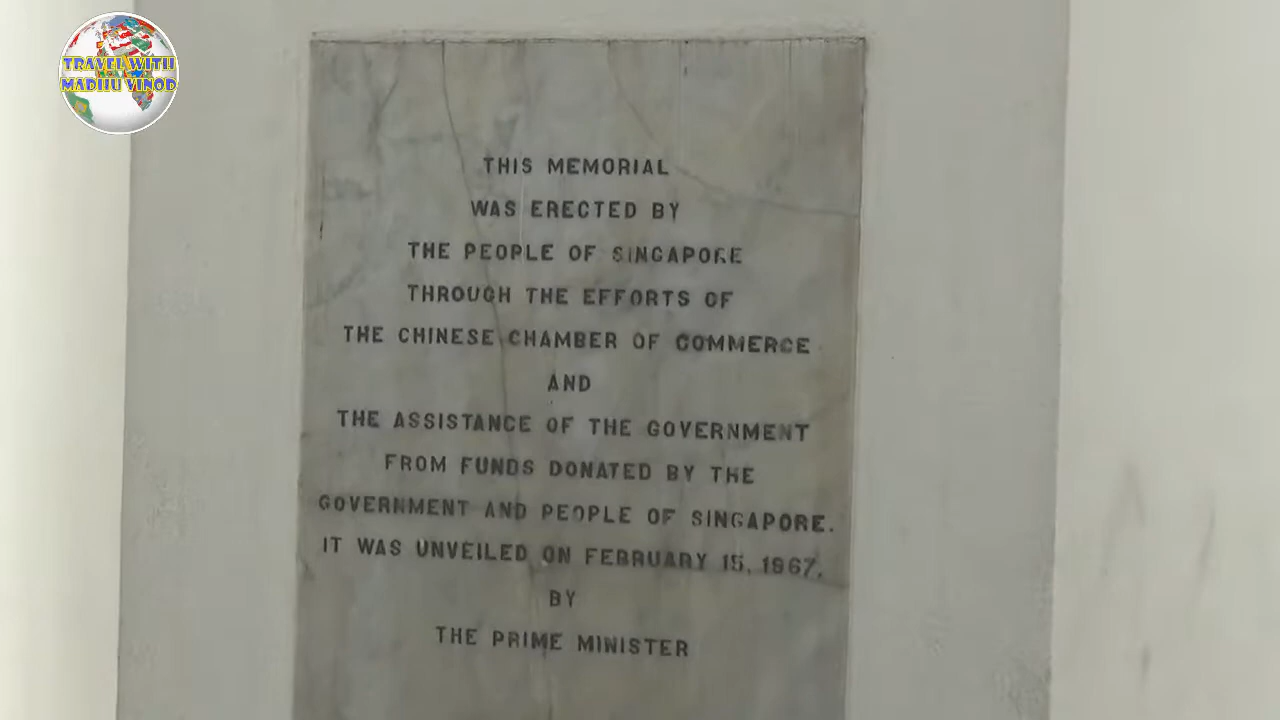 TRAVEL WITH
MADHU VINOD
THIS MEMORIAL
WAS ERECTED BY
THE PEOPLE OF SINGAPORE
THROUGH THE EFFORTS OF
THE CHINESE CHAMBER OF COMMERCE
AND
THE ASSISTANCE OF THE GOVERNMENT
FROM FUNDS DONATED BY THE
GOVERNMENT AND PEOPLE OF SINGAPORE.
IT WAS UNVEILED ON FEBRUARY 15, 1967,
BY
THE PRIME MINISTER